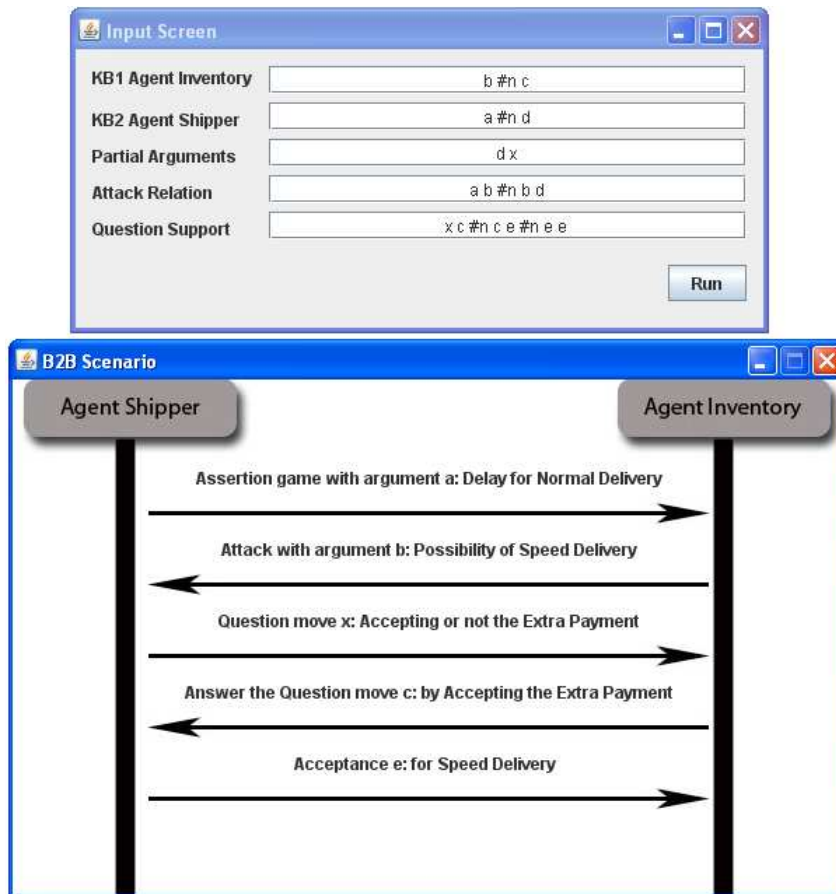 Input Screen
KB1 Agent Inventory
b #n c
KB2 Agent Shipper
a #n d
Partial Arguments
d x
Attack Relation
a b #n b d
Question Support
x c #n c e #n e e
Run
B2B Scenario
Agent Shipper
Agent Inventory
Assertion game with argument a: Delay for Normal Delivery
Attack with argument b: Possibility of Speed Delivery
Question move x: Accepting or not the Extra Payment
Answer the Question move c: by Accepting the Extra Payment
Acceptance e: for Speed Delivery